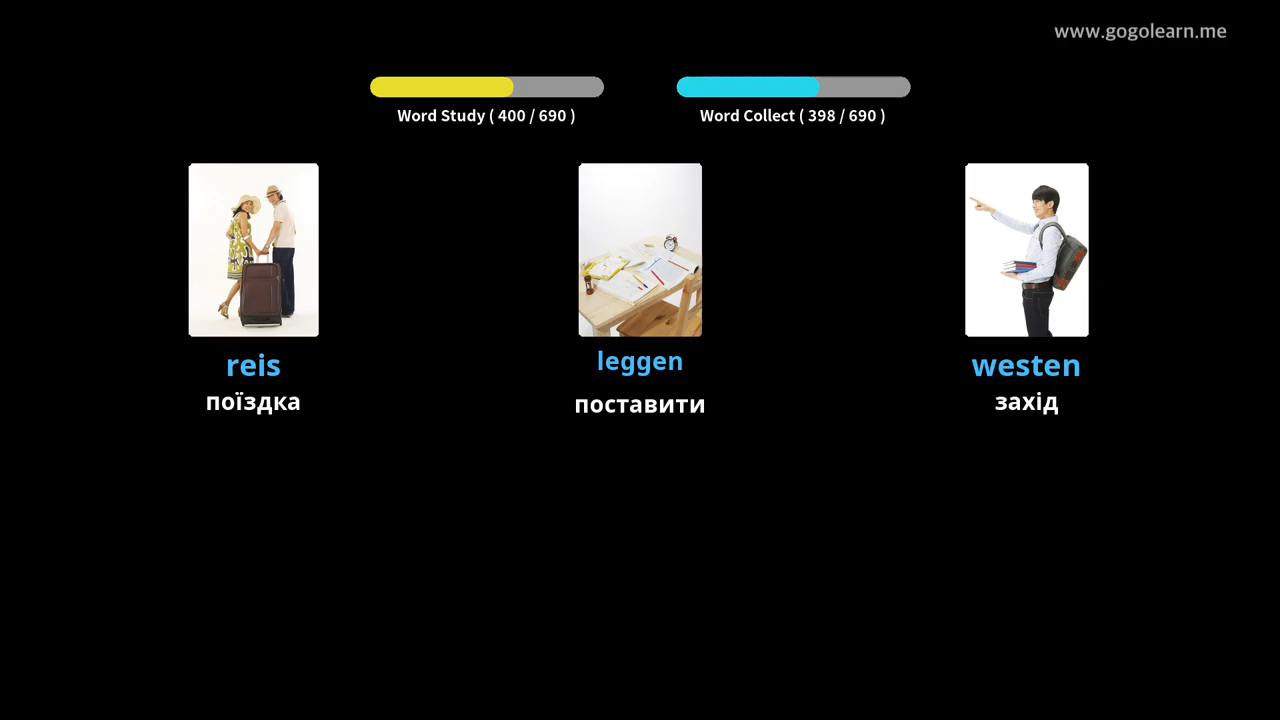 www.gogolearn.me
Word Study ( 400 / 690 )
Word Collect ( 398 / 690 )
reis
поїздка
leggen
поставити
westen
захід